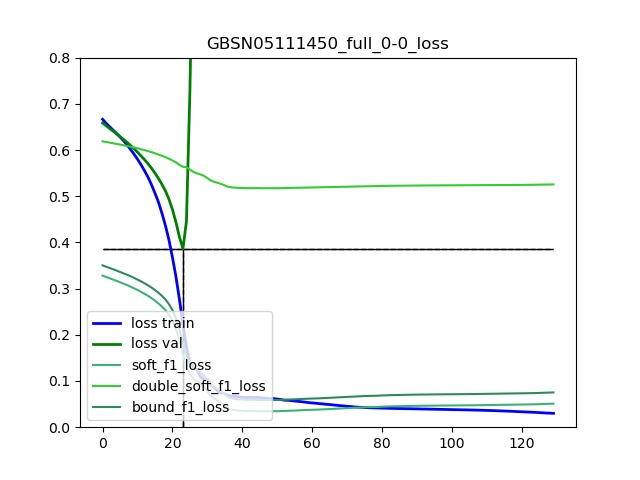 GBSN05111450_full_0-0_loss
0.8
0.7
0.6
0.5
0.4
0.3
0.2
0.1
0.0
loss train
loss val
soft_f1_loss
double_soft_f1_loss
bound_f1_loss
0 20 40 60 80 100 120